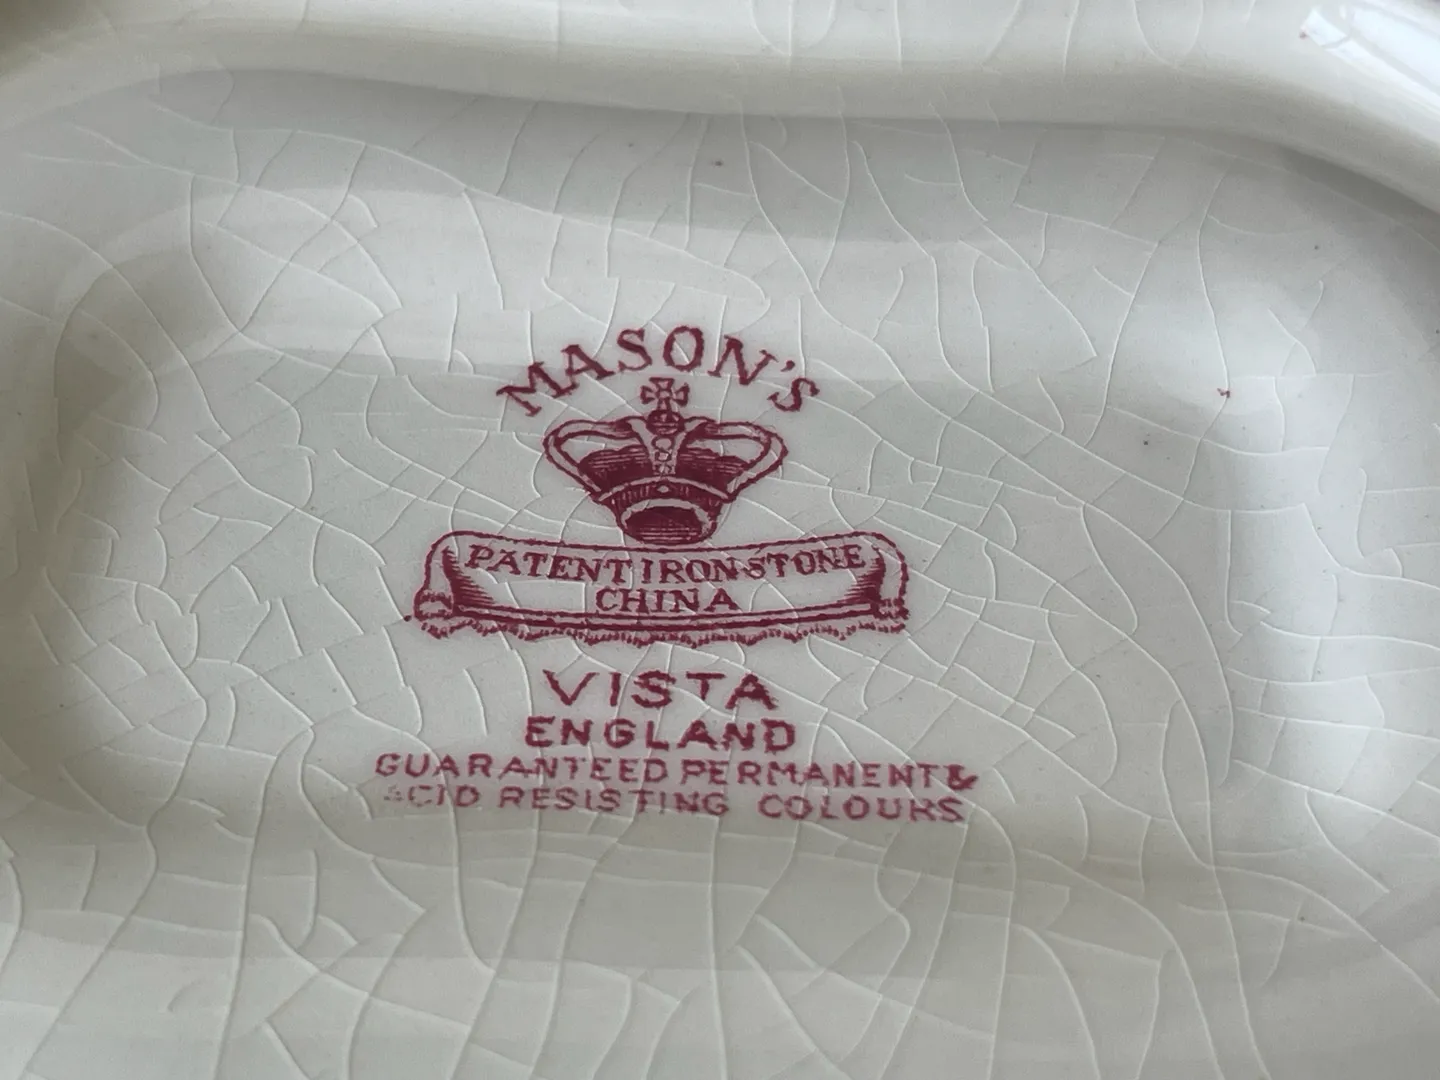 MASON'S
PATENT IRONSTONE
CHINA
VISTA
ENGLAND
GUARANTEED PERMANENT &
ACID RESISTING COLOURS